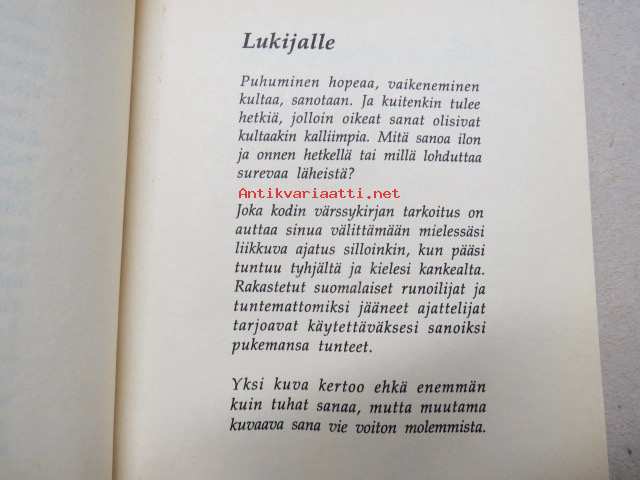 Lukijalle
Puhuminen hopeaa, vaikeneminen
kultaa, sanotaan. Ja kuitenkin tulee
hetkiä, jolloin oikeat sanat olisivat
kultaakin kalliimpia. Mitä sanoa ilon
ja onnen hetkellä tai millä lohduttaa
surevaa läheistä?
Antikvariaatti.net
Joka kodin värssykirjan tarkoitus on
auttaa sinua välittämään mielessäsi
liikkuva ajatus silloinkin, kun pääsi
tuntuu tyhjältä ja kielesi kankealta.
Rakastetut suomalaiset runoilijat ja
tuntemattomiksi jääneet ajattelijat
tarjoavat käytettäväksesi sanoiksi
pukemansa tunteet.
Yksi kuva kertoo ehkä enemmän
kuin tuhat sanaa, mutta muutama
kuvaava sana vie voiton molemmista.